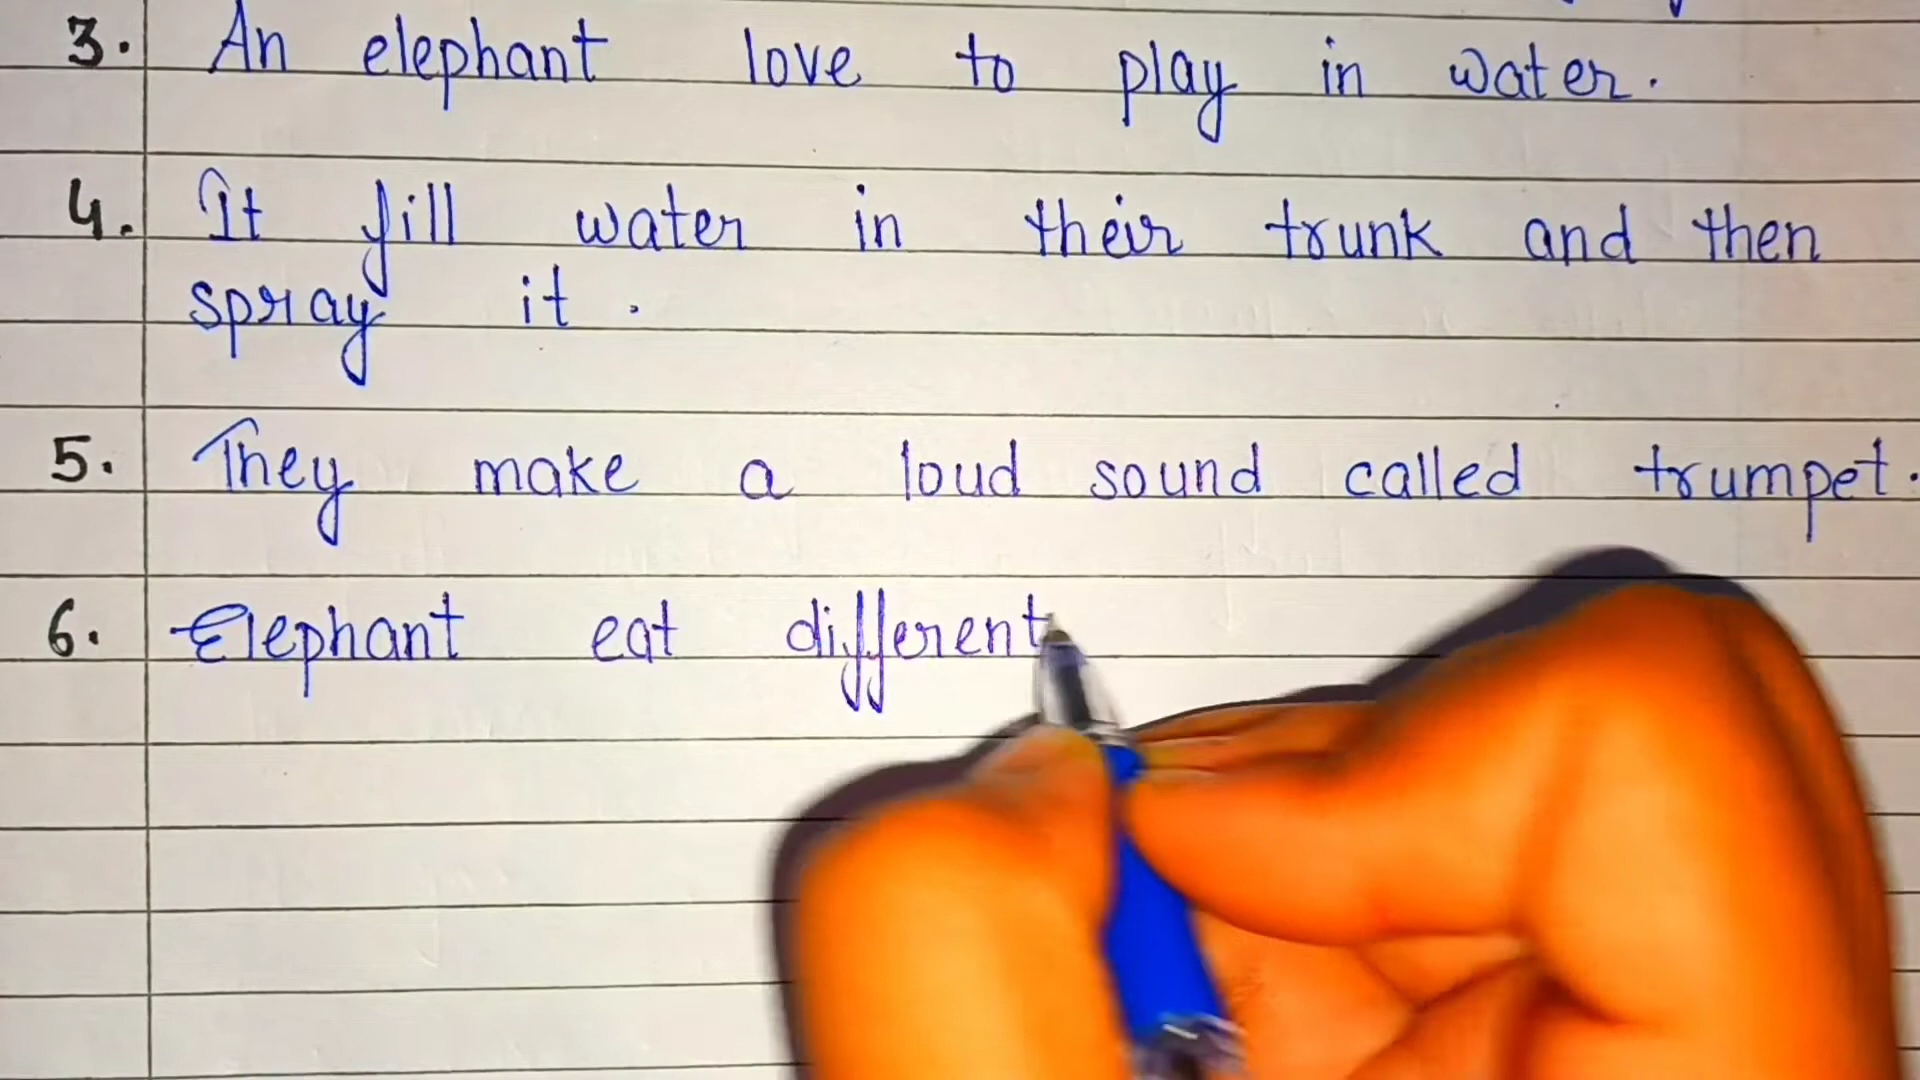 3. An elephant love to play in water.
4. It fill water in their trunk and then
spray it.
5. They make a loud sound called trumpet.
6. Elephant eat different